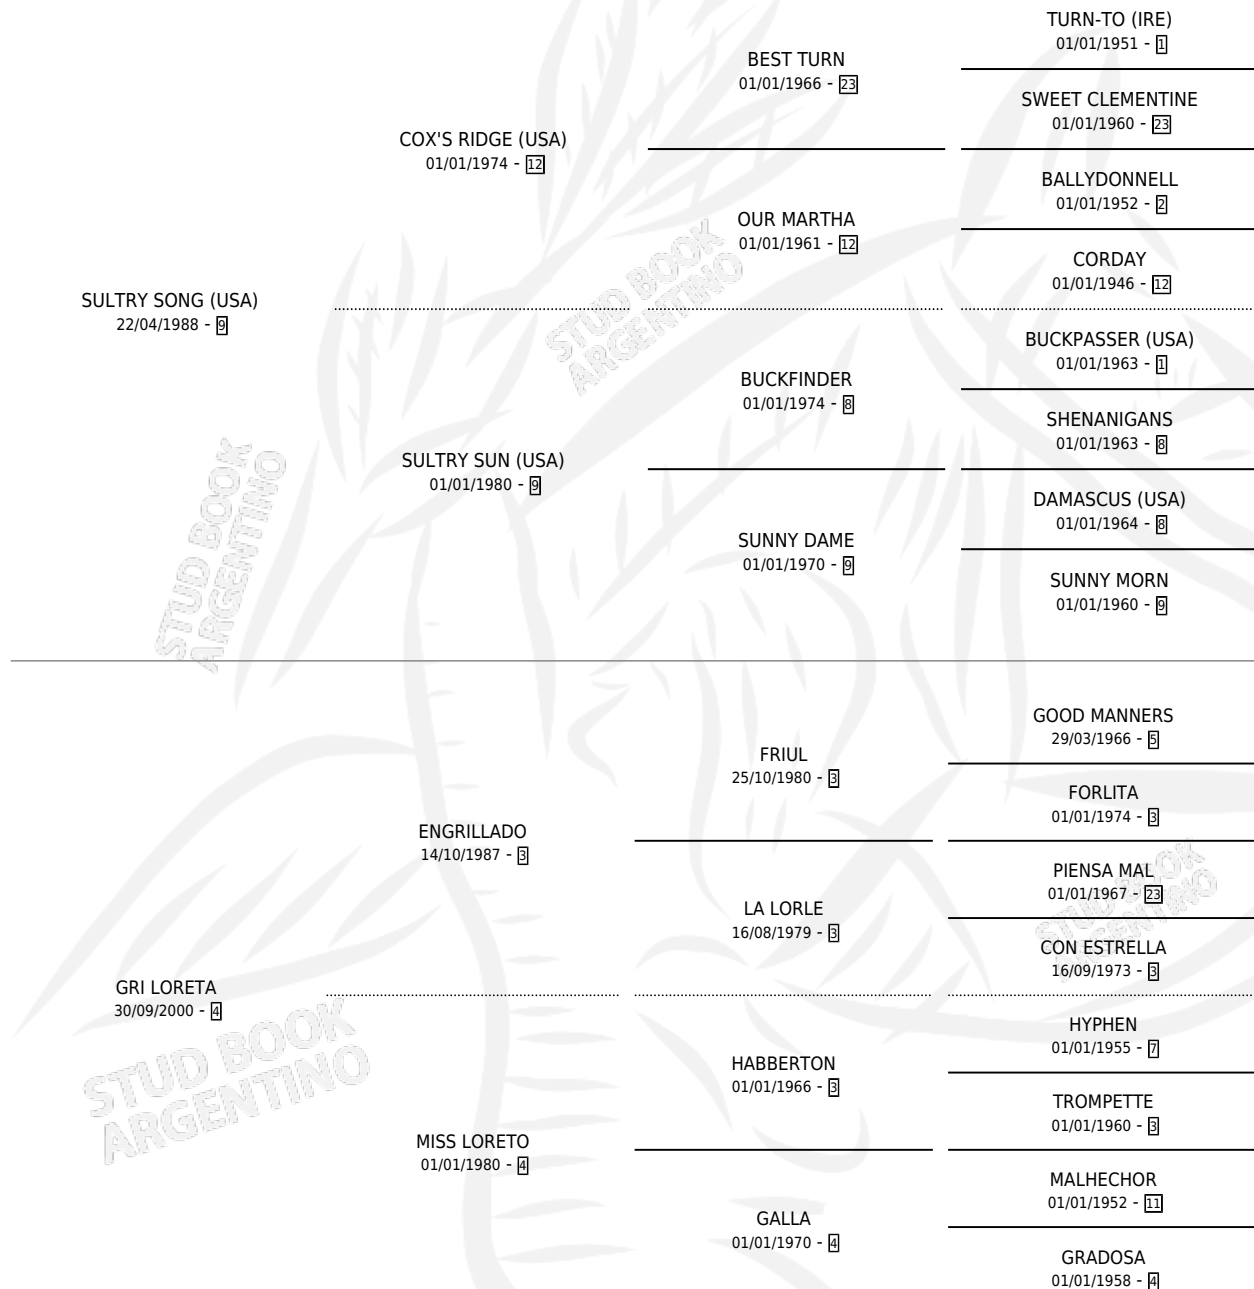 TURN-TO (IRE)
01/01/1951 - 1
BEST TURN
01/01/1966 - 23
SWEET CLEMENTINE
01/01/1960 - 23
COX'S RIDGE (USA)
01/01/1974 - 12
BALLYDONNELL
01/01/1952 - 2
OUR MARTHA
01/01/1961 - 12
CORDAY
01/01/1946 - 12
SULTRY SONG (USA)
22/04/1988 - 9
BUCKPASSER (USA)
01/01/1963 - 1
BUCKFINDER
01/01/1974 - 8
SHENANIGANS
01/01/1963 - 8
SULTRY SUN (USA)
01/01/1980 - 9
DAMASCUS (USA)
01/01/1964 - 8
SUNNY DAME
01/01/1970 - 9
SUNNY MORN
01/01/1960 - 9
GOOD MANNERS
29/03/1966 - 5
FRIUL
25/10/1980 - 3
FORLITA
01/01/1974 - 3
ENGRILLADO
14/10/1987 - 3
PIENSA MAL
01/01/1967 - 23
LA LORLE
16/08/1979 - 3
CON ESTRELLA
16/09/1973 - 3
GRI LORETA
30/09/2000 - 4
HYPHEN
01/01/1955 - 7
HABBERTON
01/01/1966 - 3
TROMPETTE
01/01/1960 - 3
MISS LORETO
01/01/1980 - 4
MALHECHOR
01/01/1952 - 11
GALLA
01/01/1970 - 4
GRADOSA
01/01/1958 - 4
STUD BOOK
ARGENTINO
STUD BOOK
ARGENTINO
STUD BOOK
ARGENTINO
STUD BOOK
ARGENTINO